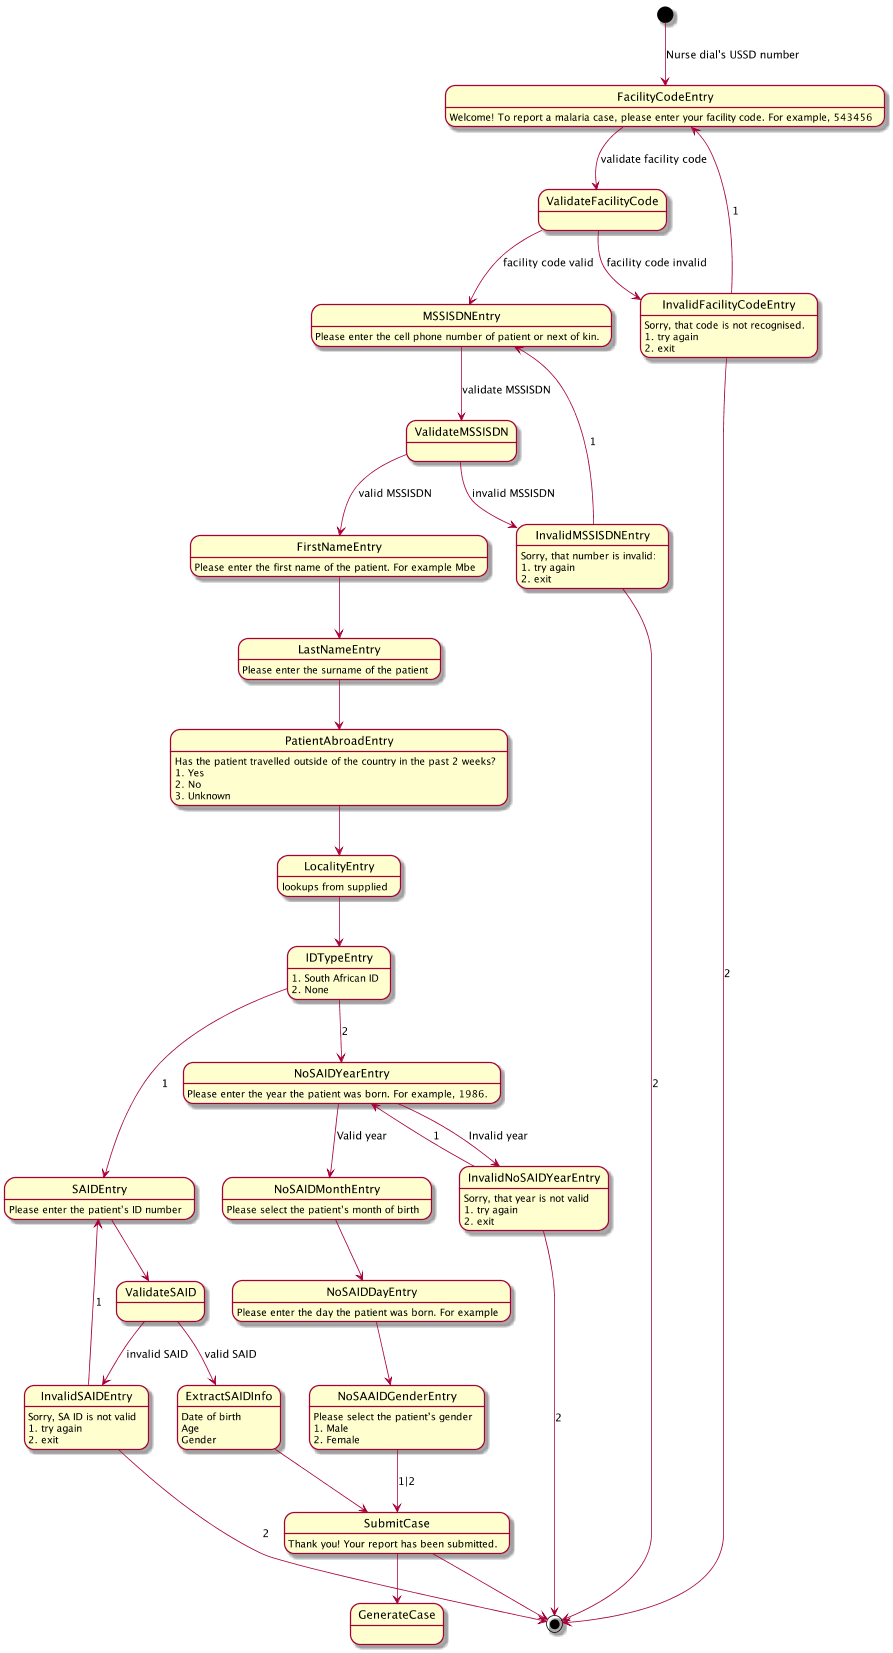 Nurse dial's USSD number
FacilityCodeEntry
Welcome! To report a malaria case, please enter your facility code. For example, 543456
validate facility code
1
ValidateFacilityCode
facility code valid
facility code invalid
InvalidFacilityCodeEntry
Sorry, that code is not recognised.
1. try again
2. exit
MSSISDNEntry
Please enter the cell phone number of patient or next of kin.
validate MSSISDN
1
ValidateMSSISDN
valid MSSISDN
invalid MSSISDN
InvalidMSSISDNEntry
Sorry, that number is invalid:
1. try again
2. exit
FirstNameEntry
Please enter the first name of the patient. For example Mbe
LastNameEntry
Please enter the surname of the patient
PatientAbroadEntry
Has the patient travelled outside of the country in the past 2 weeks?
1. Yes
2. No
3. Unknown
LocalityEntry
lookups from supplied
IDTypeEntry
1. South African ID
2. None
2
2
1
2
NoSAIDYearEntry
Please enter the year the patient was born. For example, 1986.
Valid year
1
Invalid year
SAIDEntry
Please enter the patient's ID number
NoSAIDMonthEntry
Please select the patient's month of birth
InvalidNoSAIDYearEntry
Sorry, that year is not valid
1. try again
2. exit
1
ValidateSAID
NoSAIDDayEntry
Please enter the day the patient was born. For example
invalid SAID
valid SAID
InvalidSAIDEntry
Sorry, SA ID is not valid
1. try again
2. exit
ExtractSAIDInfo
Date of birth
Age
Gender
NoSAAIDGenderEntry
Please select the patient's gender
1. Male
2. Female
2
1|2
2
SubmitCase
Thank you! Your report has been submitted.
GenerateCase